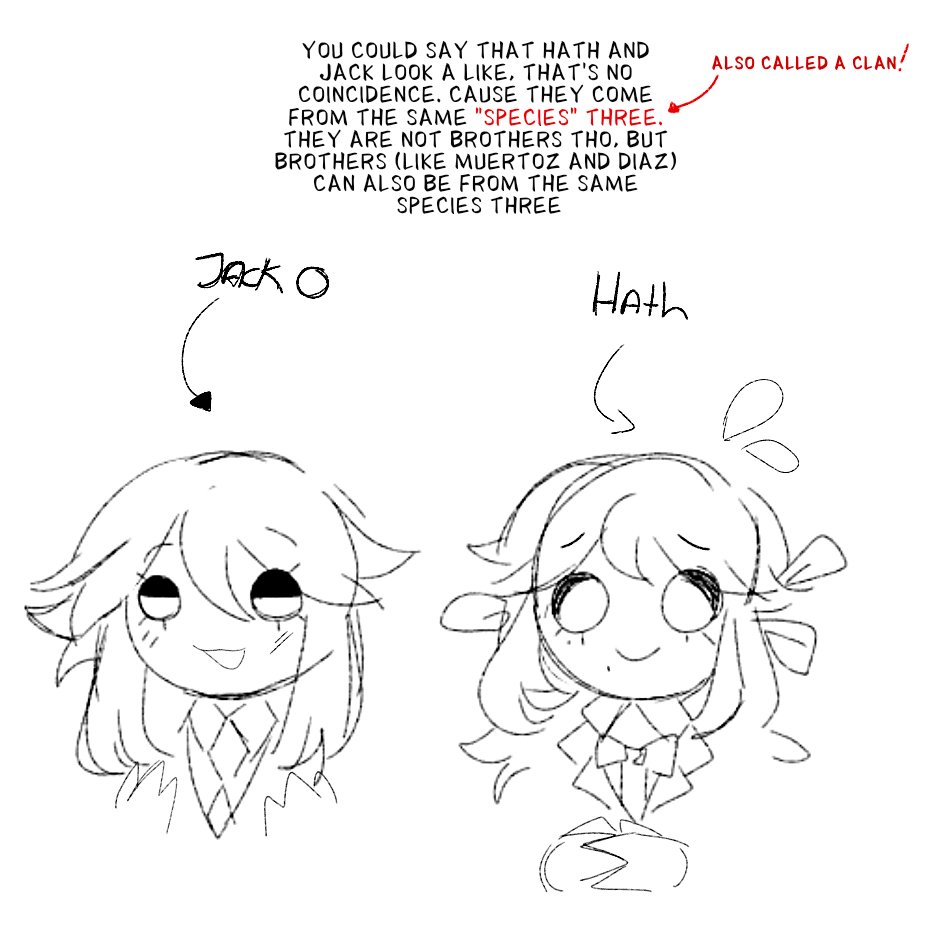 YOU COULD SAY THAT HATH AND
JACK LOOK A LIKE, THAT'S NO
COINCIDENCE. CAUSE THEY COME
FROM THE SAME "SPECIES" THREE.
THEY ARE NOT BROTHERS THO, BUT
BROTHERS (LIKE MUERTOZ AND DIAZ)
CAN ALSO BE FROM THE SAME
SPECIES THREE
ALSO CALLED A CLAN!
JACK O
HATH